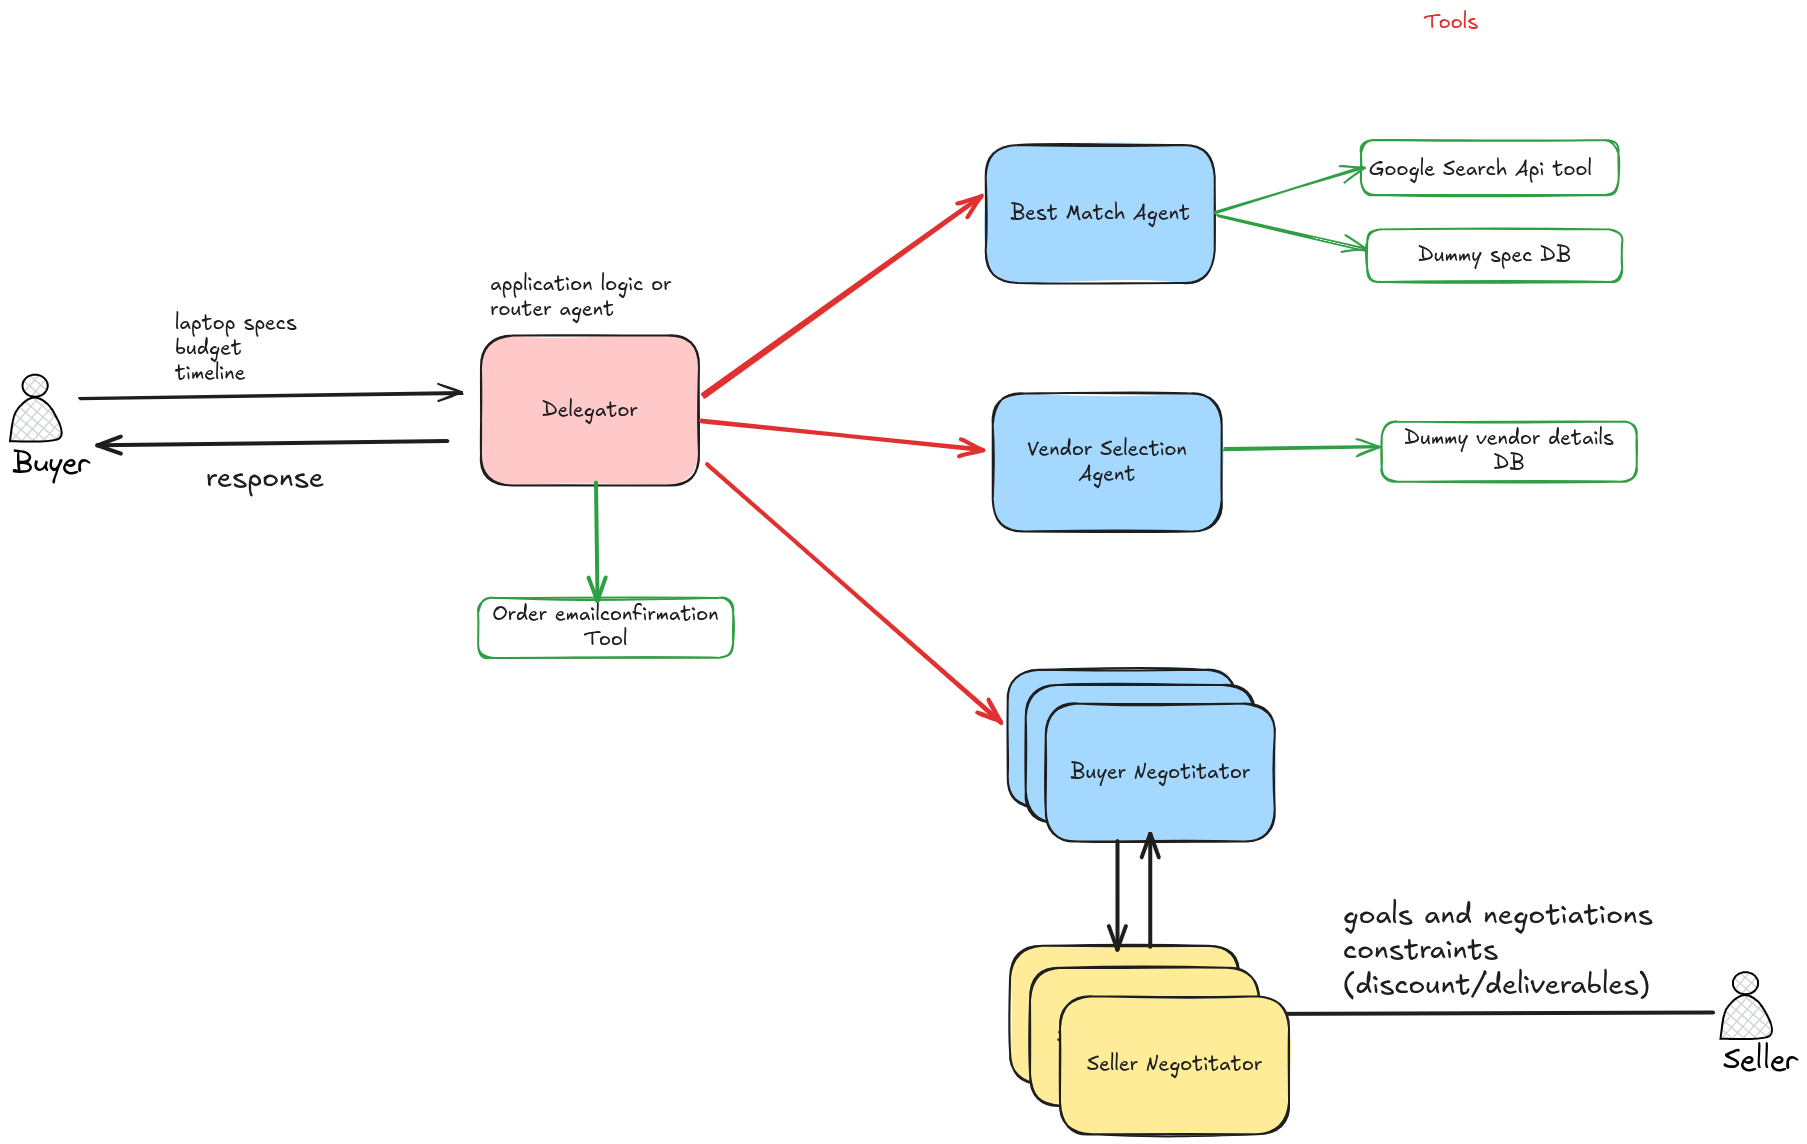 Tools
Google Search Api tool
Best Match Agent
Dummy spec DB
application logic or
router agent
laptop specs
budget
timeline
Delegator
Buyer
response
Vendor Selection
Agent
Dummy vendor details
DB
Order emailconfirmation
Tool
Buyer Negotitator
goals and negotiations
constraints
(discount/deliverables)
Seller Negotitator
Seller